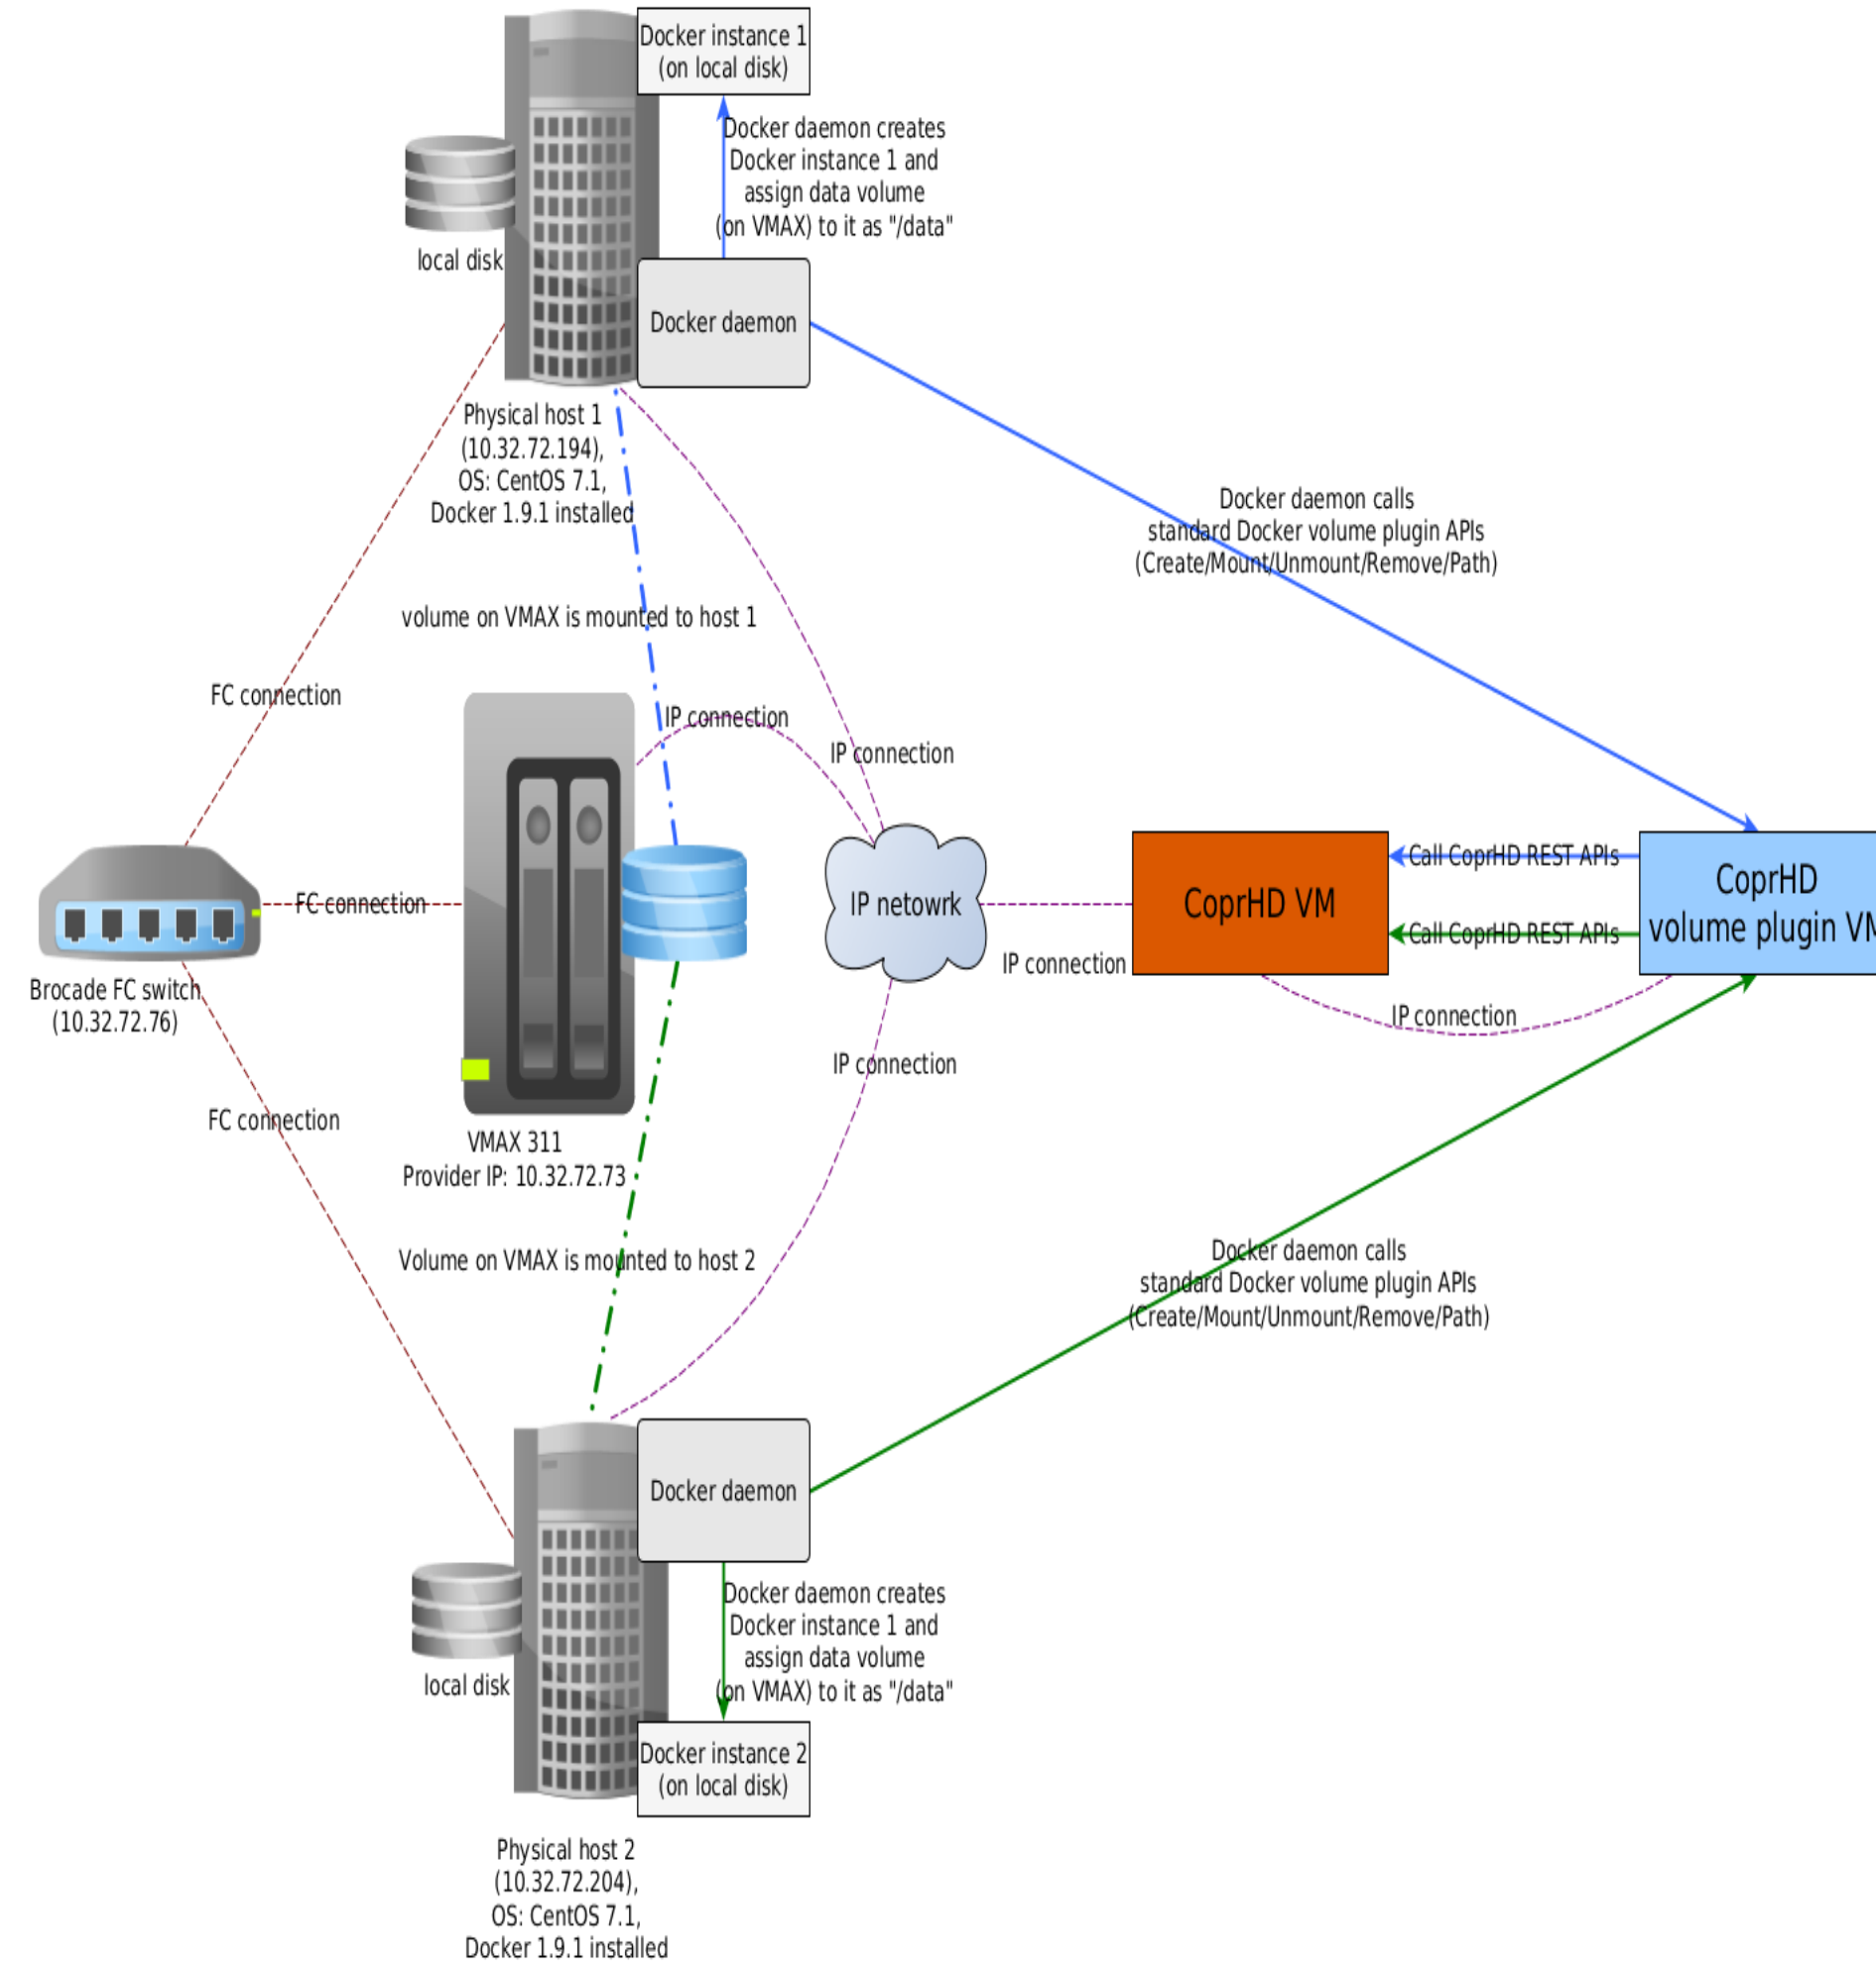 Docker instance 1
(on local disk)
Docker daemon creates
Docker instance 1 and
assign data volume
(on VMAX) to it as "/data"
local disk
Docker daemon
Physical host 1
(10.32.72.194),
OS: CentOS 7.1,
Docker 1.9.1 installed
Docker daemon calls
standard Docker volume plugin APIs
(Create/Mount/Unmount/Remove/Path)
volume on VMAX is mounted to host 1
FC connection
IP connection
IP connection
FC connection
IP netowrk
CoprHD VM
Call CoprHD REST APIs
Call CoprHD REST APIs
CoprHD
volume plugin VM
IP connection
Brocade FC switch
(10.32.72.76)
IP connection
IP connection
FC connection
VMAX 311
Provider IP: 10.32.72.73
Volume on VMAX is mounted to host 2
Docker daemon calls
standard Docker volume plugin APIs
(Create/Mount/Unmount/Remove/Path)
Docker daemon
Docker daemon creates
Docker instance 1 and
assign data volume
(on VMAX) to it as "/data"
local disk
Docker instance 2
(on local disk)
Physical host 2
(10.32.72.204),
OS: CentOS 7.1,
Docker 1.9.1 installed